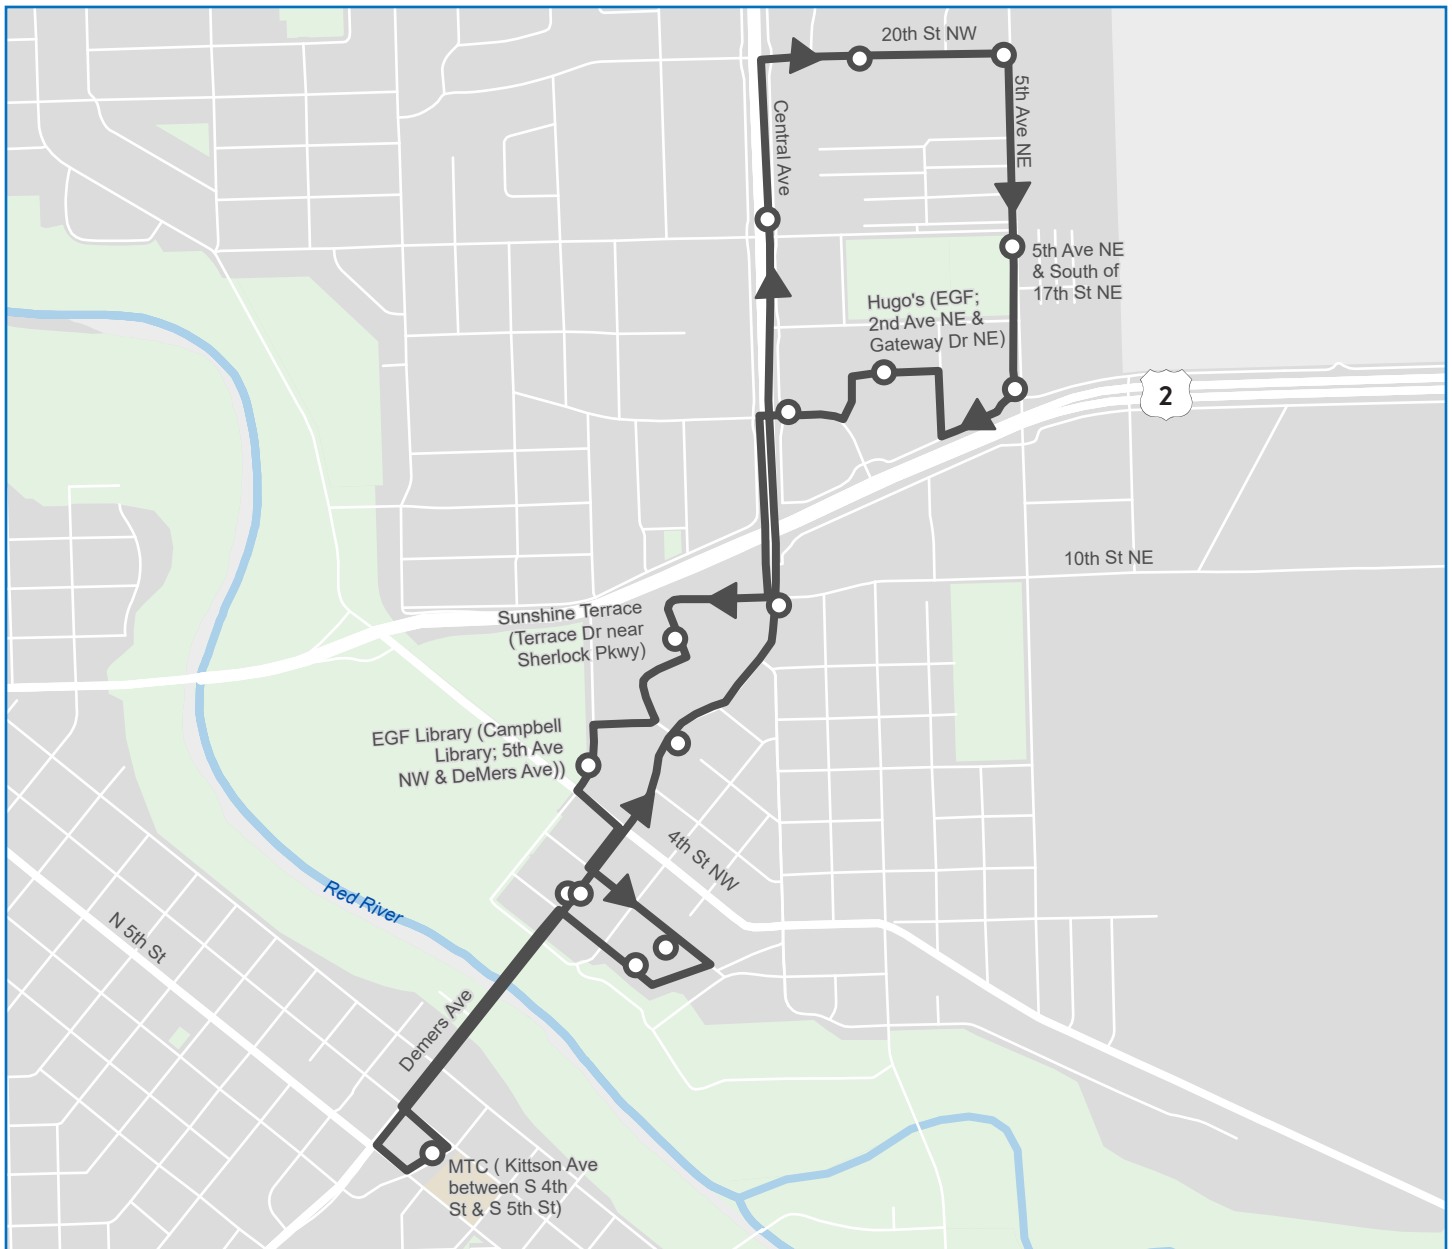 20th St NW
5th Ave NE
Central Ave
5th Ave NE
& South of
17th St NE
Hugo's (EGF;
2nd Ave NE &
Gateway Dr NE)
2
10th St NE
Sunshine Terrace
(Terrace Dr near
Sherlock Pkwy)
EGF Library (Campbell
Library; 5th Ave
NW & DeMers Ave))
4th St NW
Red River
N 5th St
Demers Ave
MTC ( Kittson Ave
between S 4th
St & S 5th St)